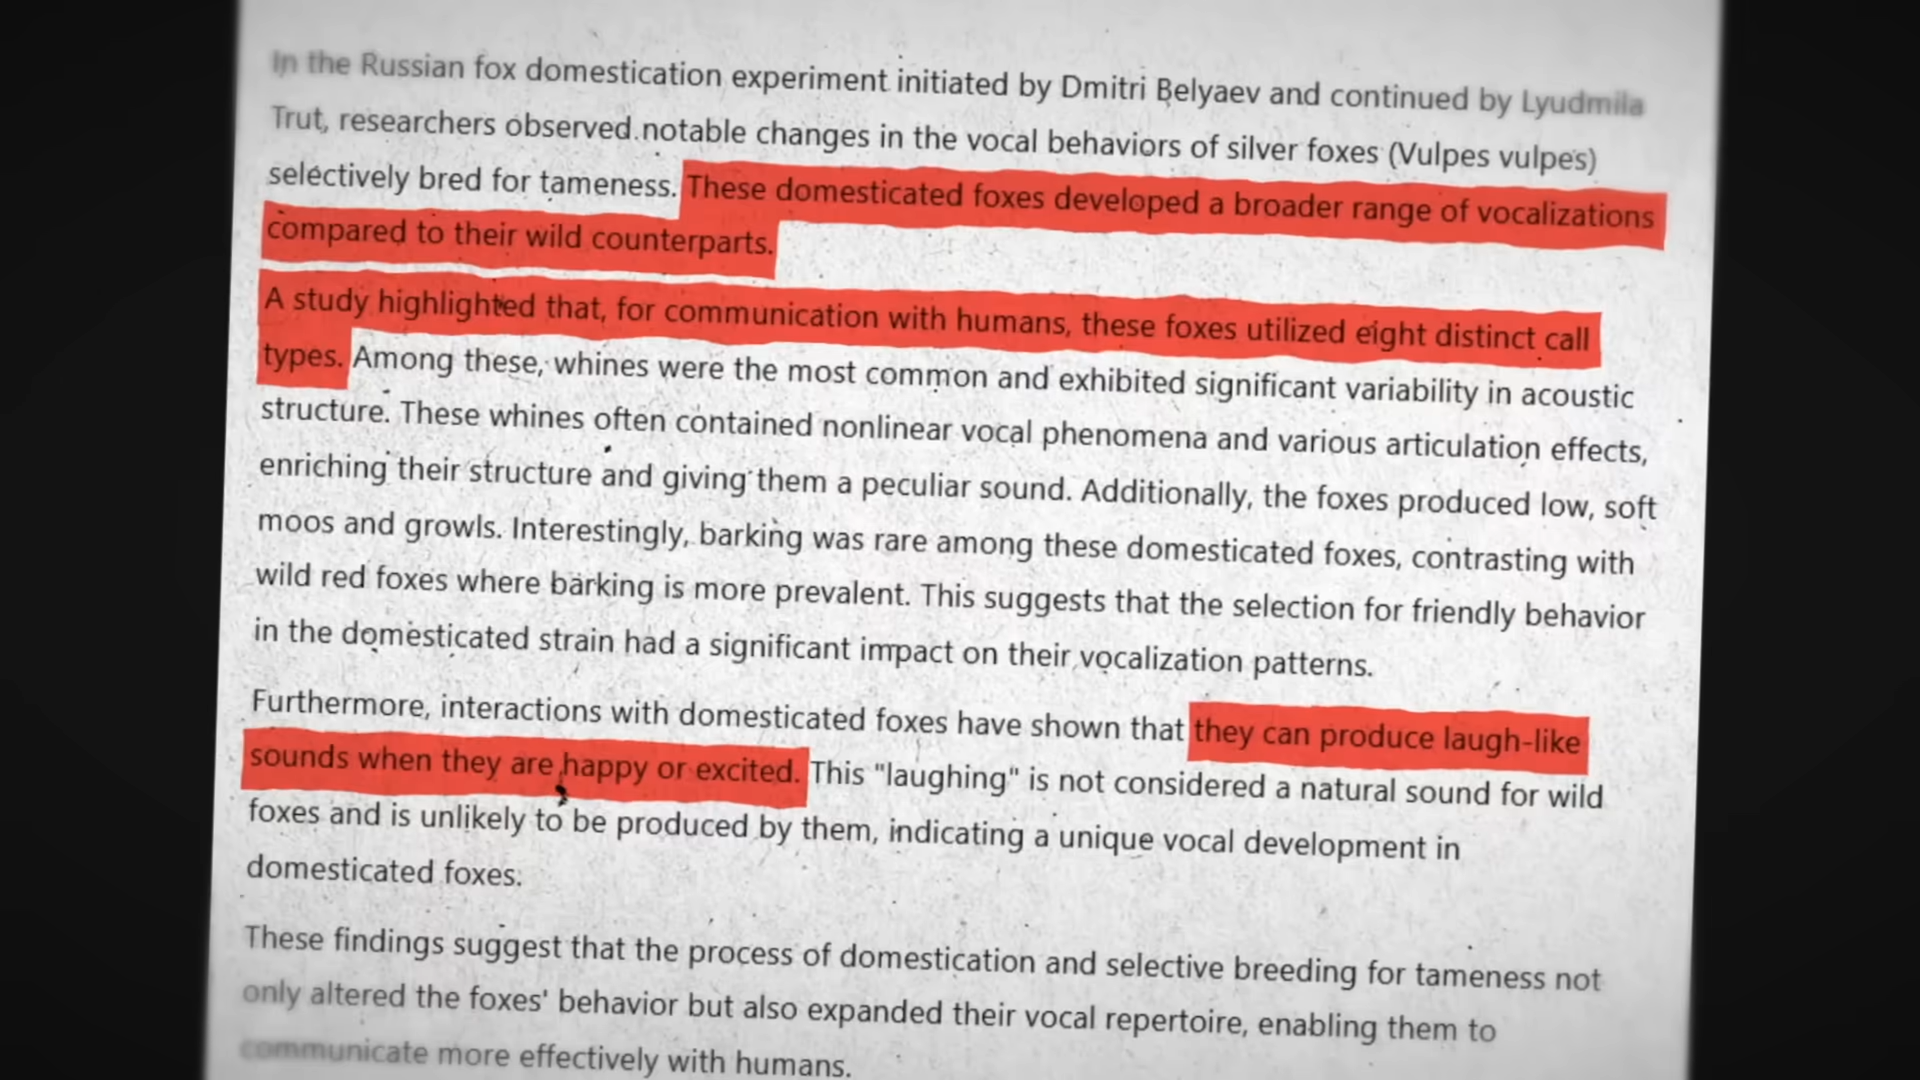 In the Russian fox domestication experiment initiated by Dmitri Belyaev and continued by Lyudmila
Trut, researchers observed notable changes in the vocal behaviors of silver foxes (Vulpes vulpes)
selectively bred for tameness. These domesticated foxes developed a broader range of vocalizations
compared to their wild counterparts.
A study highlighted that, for communication with humans, these foxes utilized eight distinct call
types. Among these, whines were the most common and exhibited significant variability in acoustic
structure. These whines often contained nonlinear vocal phenomena and various articulation effects,
enriching their structure and giving them a peculiar sound. Additionally, the foxes produced low, soft
moos and growls. Interestingly, barking was rare among these domesticated foxes, contrasting with
wild red foxes where barking is more prevalent. This suggests that the selection for friendly behavior
in the domesticated strain had a significant impact on their vocalization patterns.
Furthermore, interactions with domesticated foxes have shown that they can produce laugh-like
sounds when they are happy or excited. This "laughing" is not considered a natural sound for wild
foxes and is unlikely to be produced by them, indicating a unique vocal development in
domesticated foxes.
These findings suggest that the process of domestication and selective breeding for tameness not
only altered the foxes' behavior but also expanded their vocal repertoire, enabling them to
communicate more effectively with humans.